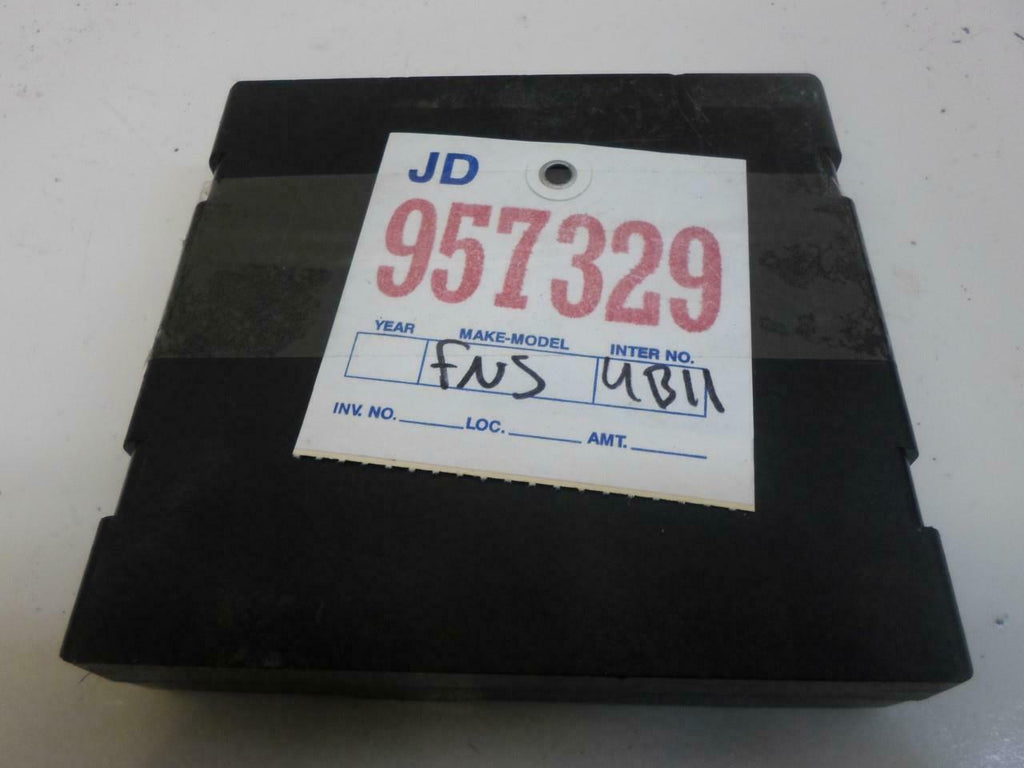 JD
957329
YEAR MAKE-MODEL INTER NO.
FNS 4B11
INV. NO. LOC. AMT.